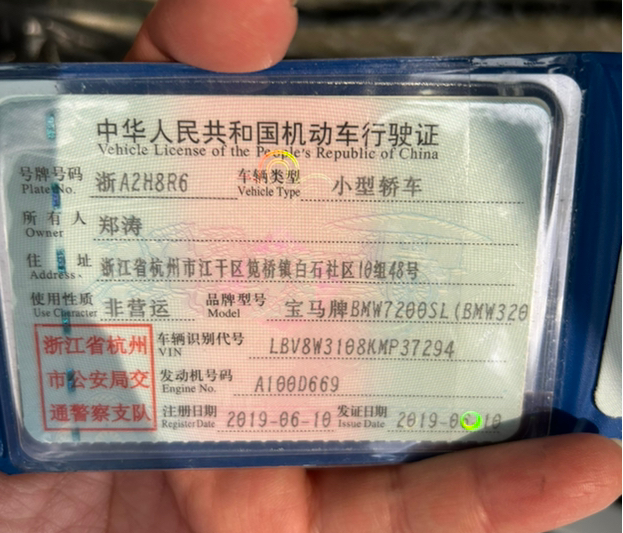 中华人民共和国机动车行驶证
Vehicle License of the People's Republic of China
号牌号码 浙A2H8R6 车辆类型 小型轿车
Plate No. Vehicle Type
所有人 郑涛
Owner
住址 浙江省杭州市江干区笕桥镇白石社区10组48号
Address
使用性质 非营运 品牌型号 宝马牌BMW7200SL(BMW320
Use Character Model
浙江省杭州
市公安局交
通警察支队
车辆识别代号 LBV8W3108KMP37294
VIN
发动机号码 A100D669
Engine No.
注册日期 2019-06-10 发证日期 2019-0 10
Register Date Issue Date